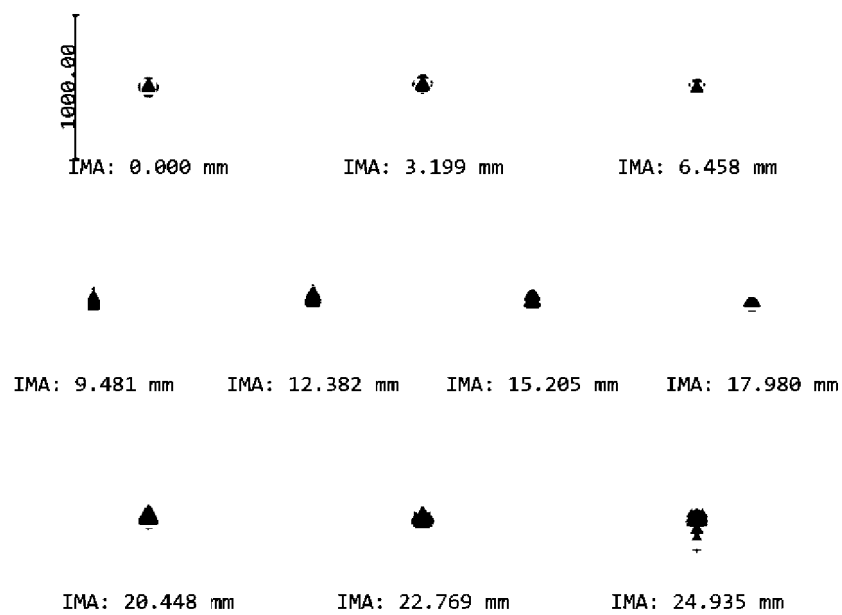 1000.00
IMA: 0.000 mm
IMA: 3.199 mm
IMA: 6.458 mm
IMA: 9.481 mm
IMA: 12.382 mm
IMA: 15.205 mm
IMA: 17.980 mm
IMA: 20.448 mm
IMA: 22.769 mm
IMA: 24.935 mm